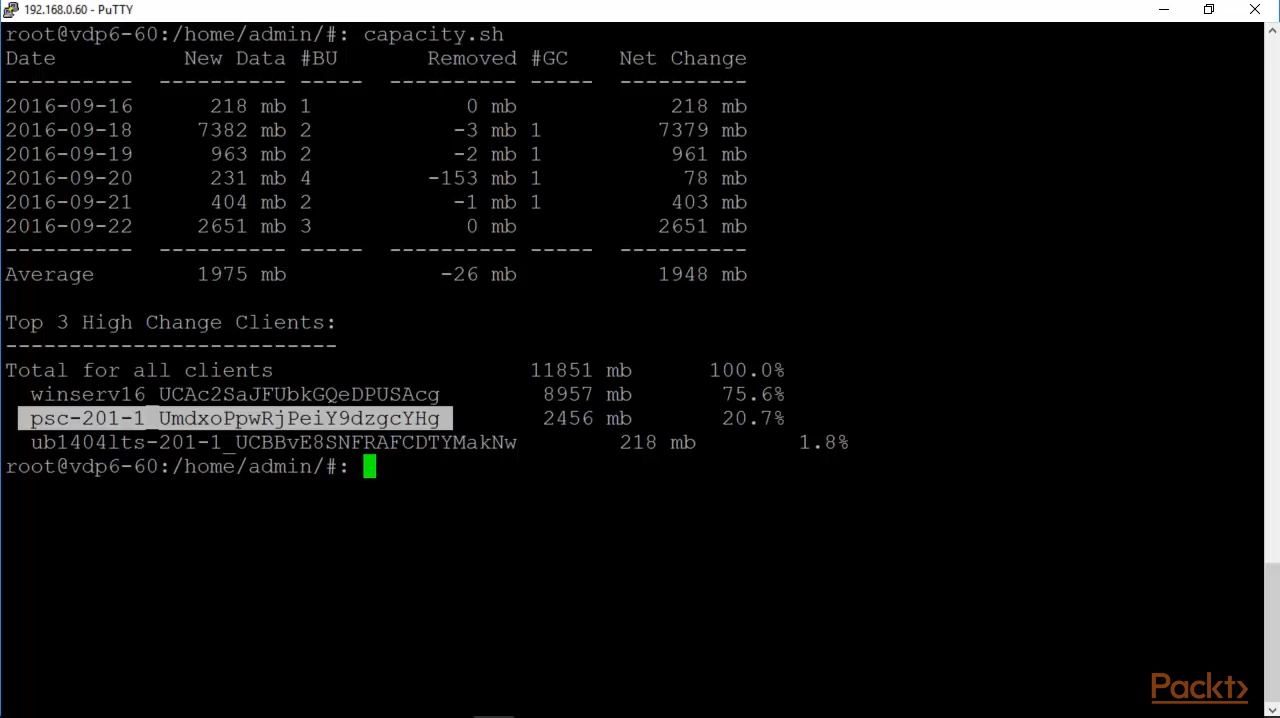 192.168.0.60 - PuTTY
root@vdp6-60:/home/admin/#: capacity.sh
Date New Data #BU Removed #GC Net Change
---------- ---------- ----- ---------- ----- ----------
2016-09-16 218 mb 1 0 mb 218 mb
2016-09-18 7382 mb 2 -3 mb 1 7379 mb
2016-09-19 963 mb 2 -2 mb 1 961 mb
2016-09-20 231 mb 4 -153 mb 1 78 mb
2016-09-21 404 mb 2 -1 mb 1 403 mb
2016-09-22 2651 mb 3 0 mb 2651 mb
---------- ---------- ----- ---------- ----- ----------
Average 1975 mb -26 mb 1948 mb
Top 3 High Change Clients:
--------------------------
Total for all clients 11851 mb 100.0%
winserv16_UCAc2SaJFUbkGQeDPUSAcg 8957 mb 75.6%
psc-201-1_UmdxoPpwRjPeiY9dzgcYHg 2456 mb 20.7%
ub1404lts-201-1_UCBBvE8SNFRAFCDTYMakNw 218 mb 1.8%
root@vdp6-60:/home/admin/#:
Packt>